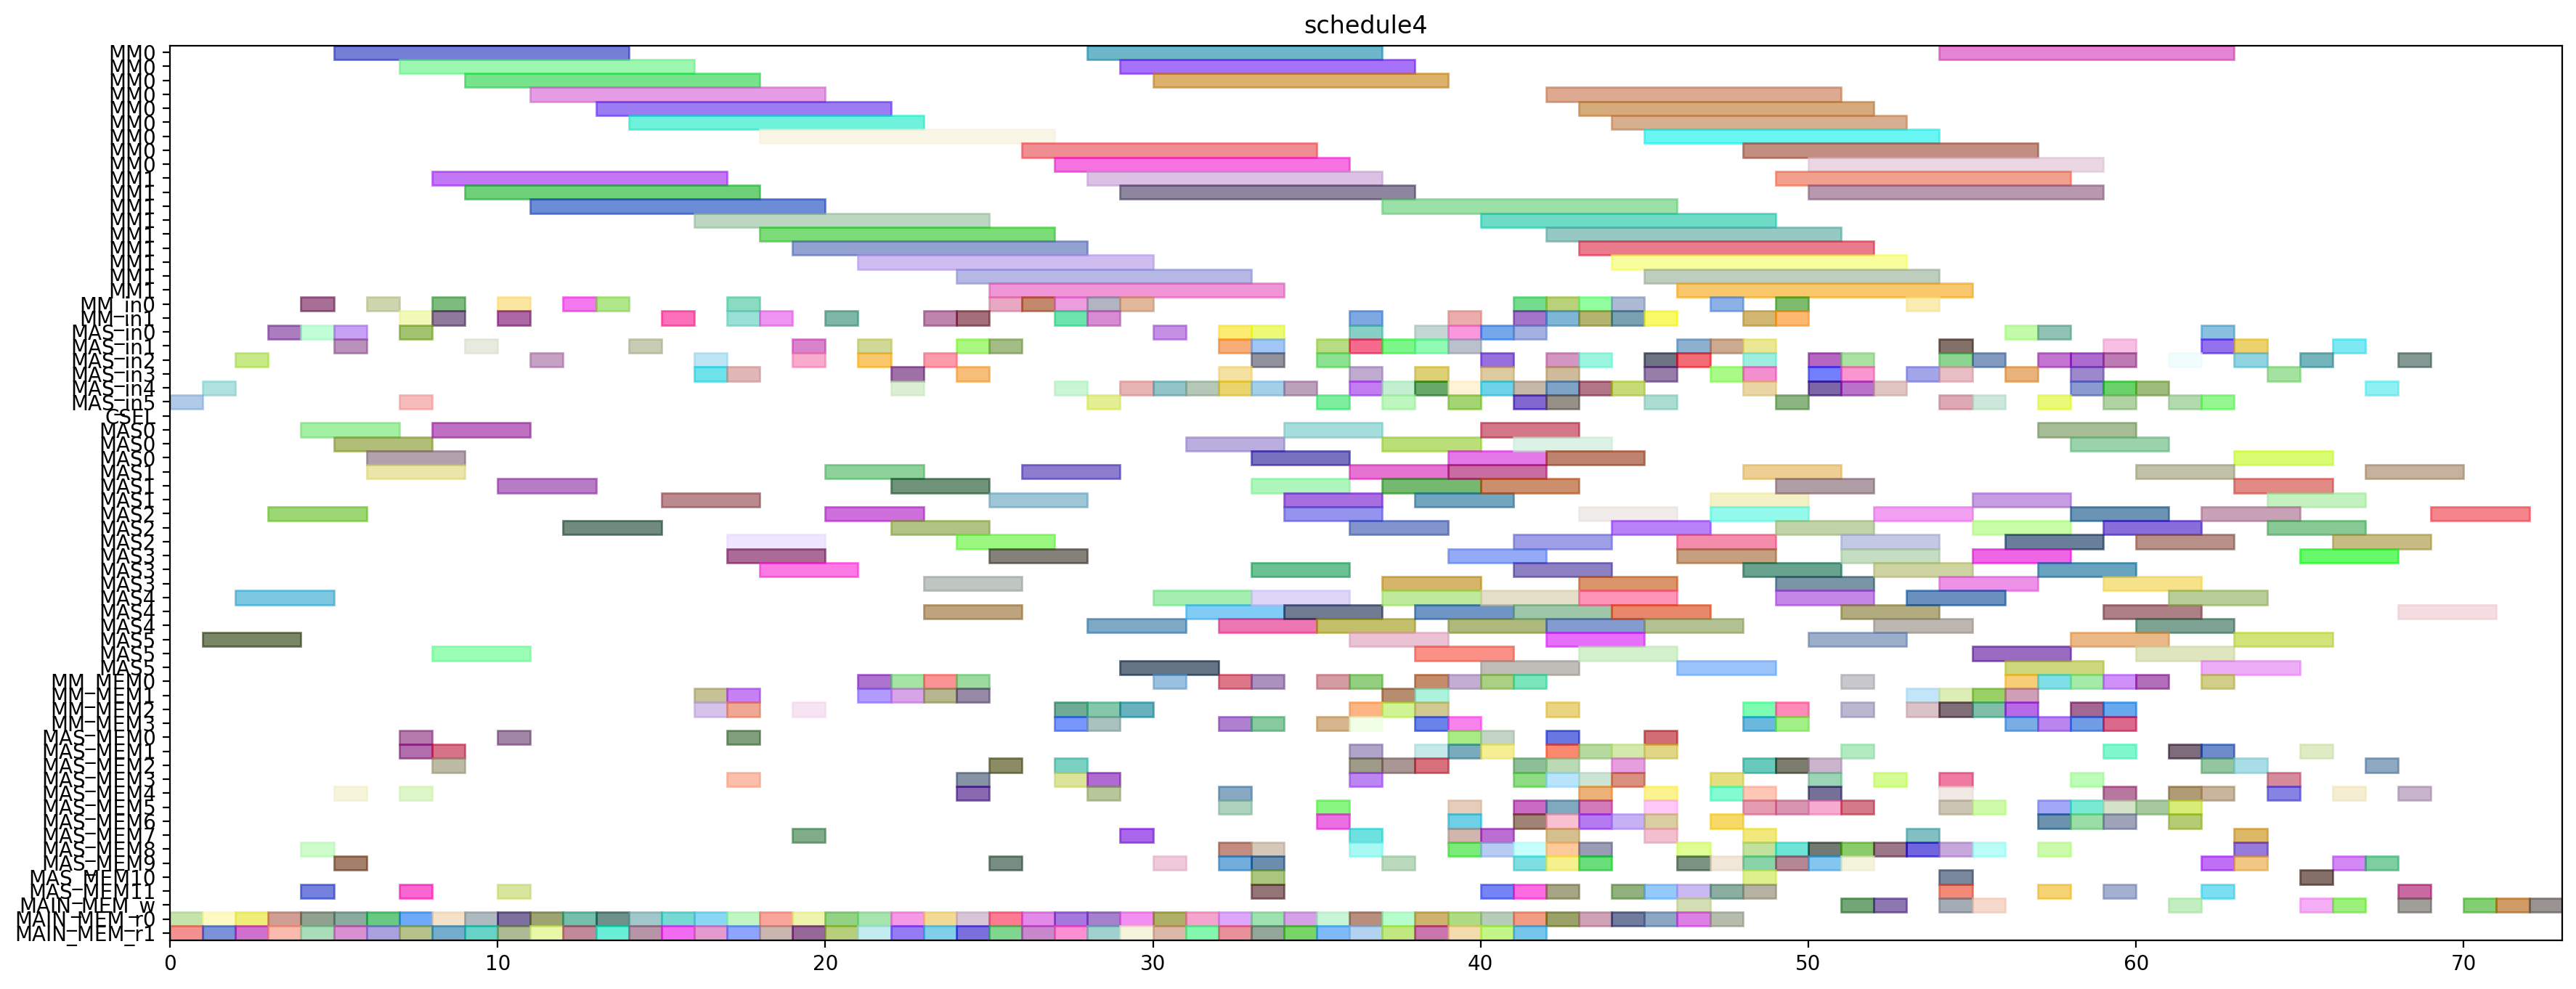 schedule4
MM0
MM0
MM0
MM0
MM0
MM0
MM0
MM0
MM0
MM1
MM1
MM1
MM1
MM1
MM1
MM1
MM1
MM1
MM_in0
MM_in1
MAS_in0
MAS_in1
MAS_in2
MAS_in3
MAS_in4
MAS_in5
CSEL
MAS0
MAS0
MAS0
MAS1
MAS1
MAS1
MAS2
MAS2
MAS2
MAS3
MAS3
MAS3
MAS4
MAS4
MAS4
MAS5
MAS5
MAS5
MM_MEM0
MM_MEM1
MM_MEM2
MM_MEM3
MAS_MEM0
MAS_MEM1
MAS_MEM2
MAS_MEM3
MAS_MEM4
MAS_MEM5
MAS_MEM6
MAS_MEM7
MAS_MEM8
MAS_MEM9
MAS_MEM10
MAS_MEM11
MAIN_MEM_w
MAIN_MEM_r0
MAIN_MEM_r1
0 10 20 30 40 50 60 70